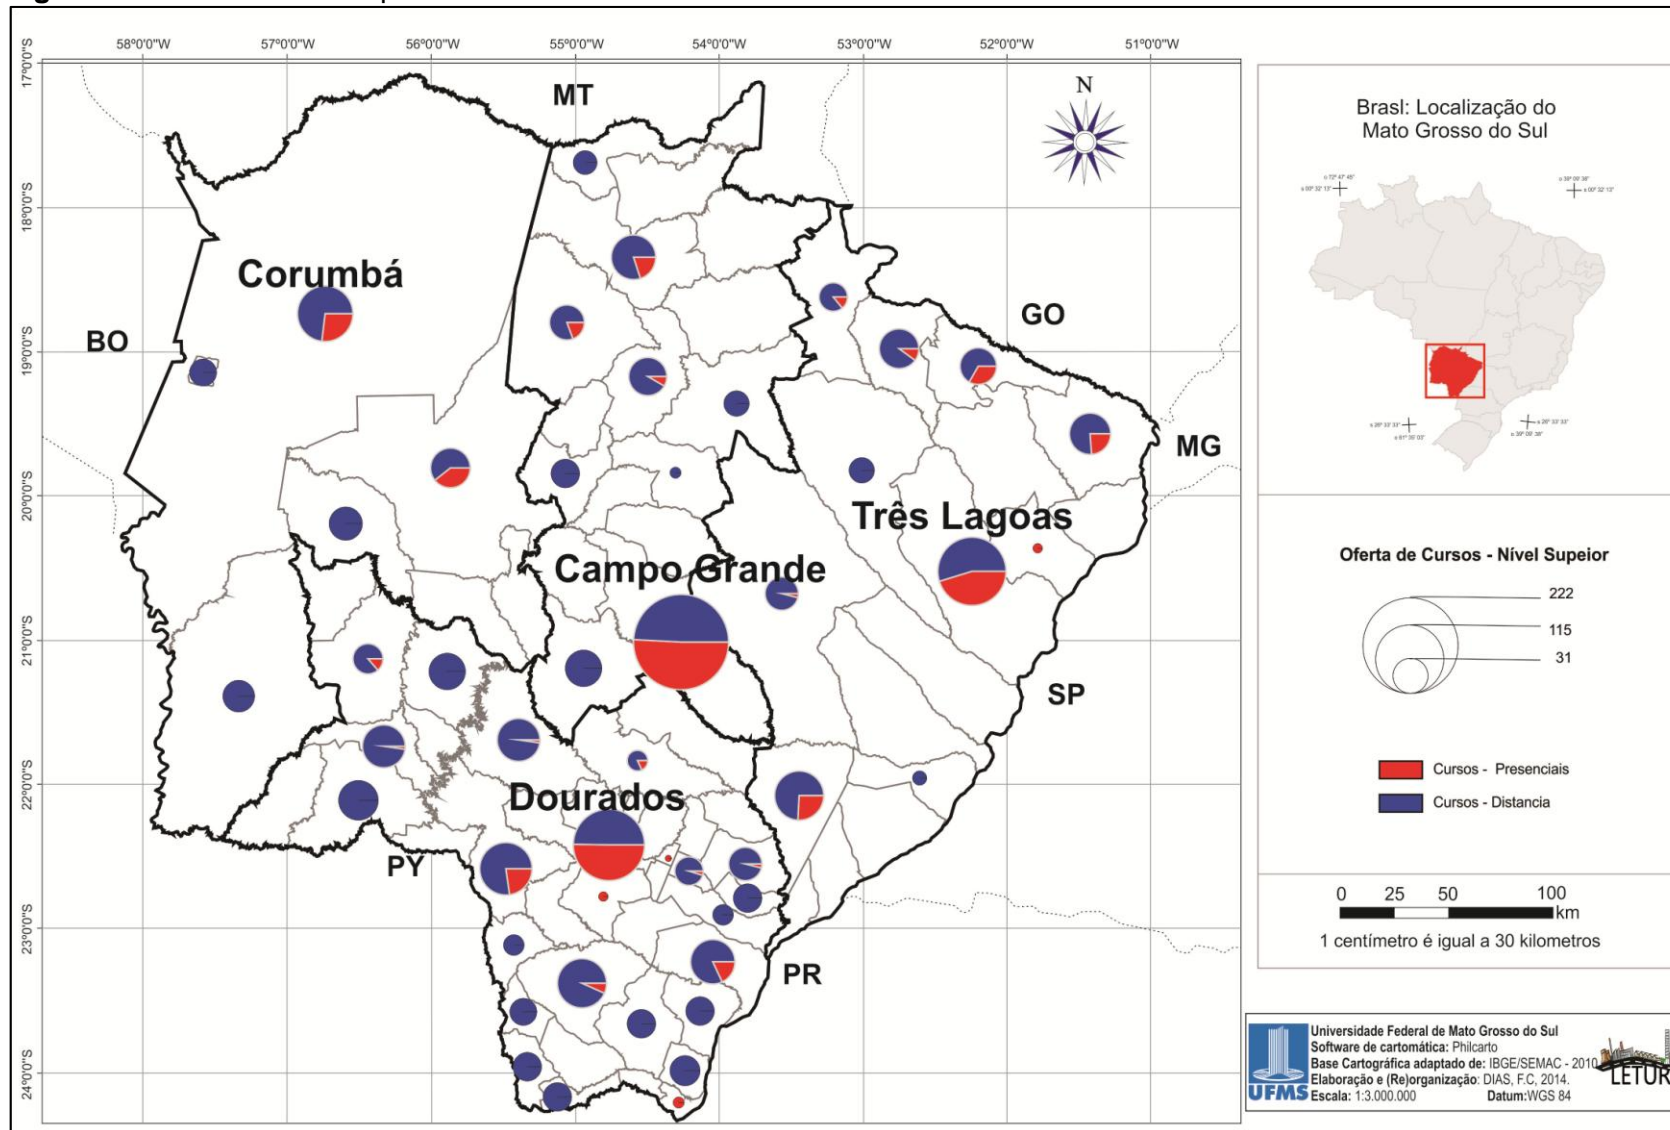 58°0'0"W 57°0'0"W 56°0'0"W 55°0'0"W 54°0'0"W 53°0'0"W 52°0'0"W 51°0'0"W
17°0'0"S
18°0'0"S
19°0'0"S
20°0'0"S
21°0'0"S
22°0'0"S
23°0'0"S
24°0'0"S
MT
N
Corumbá
GO
BO
MG
Três Lagoas
Campo Grande
SP
Dourados
PY
PR
Brasl: Localização do
Mato Grosso do Sul
Oferta de Cursos - Nível Supeior
222
115
31
Cursos - Presenciais
Cursos - Distancia
0 25 50 100
km
1 centímetro é igual a 30 kilometros
UFMS
Universidade Federal de Mato Grosso do Sul
Software de cartomática: Philcarto
Base Cartográfica adaptado de: IBGE/SEMAC - 2010
Elaboração e (Re)organização: DIAS, F.C, 2014.
Escala: 1:3.000.000 Datum:WGS 84